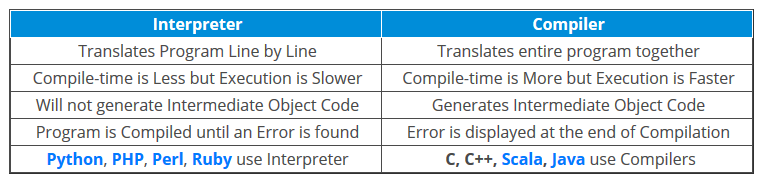 Interpreter Compiler
Translates Program Line by Line Translates entire program together
Compile-time is Less but Execution is Slower Compile-time is More but Execution is Faster
Will not generate Intermediate Object Code Generates Intermediate Object Code
Program is Compiled until an Error is found Error is displayed at the end of Compilation
Python, PHP, Perl, Ruby use Interpreter C, C++, Scala, Java use Compilers